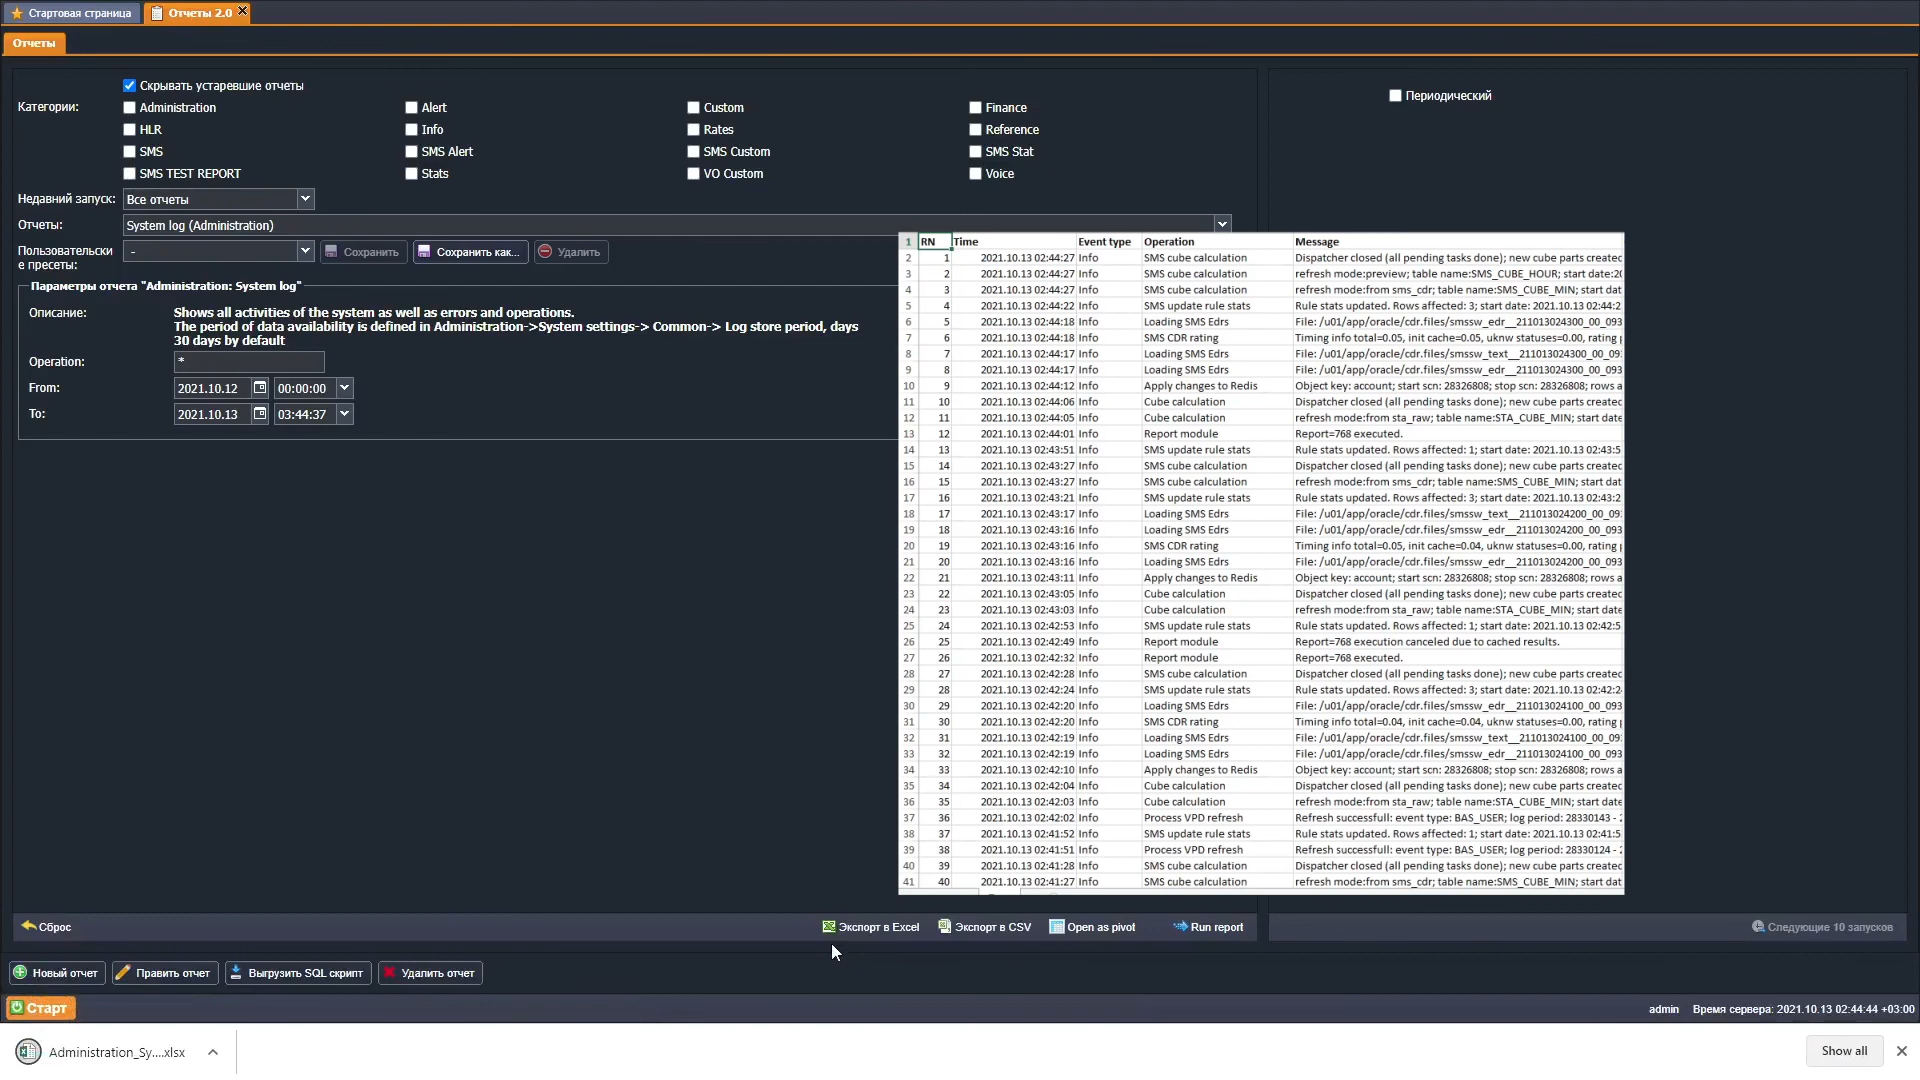 Стартовая страница
Отчеты 2.0
Отчеты
Скрывать устаревшие отчеты
Категории:
Administration Alert Custom Finance
HLR Info Rates Reference
SMS SMS Alert SMS Custom SMS Stat
SMS TEST REPORT Stats VO Custom Voice
Периодический
Недавний запуск: Все отчеты
Отчеты: System log (Administration)
Пользовательски
е пресеты:
-
Сохранить
Сохранить как...
Удалить
Параметры отчета "Administration: System log"
Описание: Shows all activities of the system as well as errors and operations.
The period of data availability is defined in Administration->System settings-> Common-> Log store period, days
30 days by default
Operation: *
From: 2021.10.12 00:00:00
To: 2021.10.13 03:44:37
1 RN Time Event type Operation Message
2 1 2021.10.13 02:44:27 Info SMS cube calculation Dispatcher closed (all pending tasks done); new cube parts created
3 2 2021.10.13 02:44:27 Info SMS cube calculation refresh mode:preview; table name:SMS_CUBE_HOUR; start date:20
4 3 2021.10.13 02:44:27 Info SMS cube calculation refresh mode:from sms_cdr; table name:SMS_CUBE_MIN; start dat
5 4 2021.10.13 02:44:22 Info SMS update rule stats Rule stats updated. Rows affected: 3; start date: 2021.10.13 02:44:2
6 5 2021.10.13 02:44:18 Info Loading SMS Edrs File: /u01/app/oracle/cdr.files/smssw_edr__211013024300_00_093
7 6 2021.10.13 02:44:18 Info SMS CDR rating Timing info total=0.05, init cache=0.05, uknw statuses=0.00, rating
8 7 2021.10.13 02:44:17 Info Loading SMS Edrs File: /u01/app/oracle/cdr.files/smssw_text__211013024300_00_09
9 8 2021.10.13 02:44:17 Info Loading SMS Edrs File: /u01/app/oracle/cdr.files/smssw_edr__211013024300_00_093
10 9 2021.10.13 02:44:12 Info Apply changes to Redis Object key: account; start scn: 28326808; stop scn: 28326808; rows a
11 10 2021.10.13 02:44:06 Info Cube calculation Dispatcher closed (all pending tasks done); new cube parts created
12 11 2021.10.13 02:44:05 Info Cube calculation refresh mode:from sta_raw; table name:STA_CUBE_MIN; start date
13 12 2021.10.13 02:44:01 Info Report module Report=768 executed.
14 13 2021.10.13 02:43:51 Info SMS update rule stats Rule stats updated. Rows affected: 1; start date: 2021.10.13 02:43:5
15 14 2021.10.13 02:43:27 Info SMS cube calculation Dispatcher closed (all pending tasks done); new cube parts created
16 15 2021.10.13 02:43:27 Info SMS cube calculation refresh mode:from sms_cdr; table name:SMS_CUBE_MIN; start dat
17 16 2021.10.13 02:43:21 Info SMS update rule stats Rule stats updated. Rows affected: 3; start date: 2021.10.13 02:43:2
18 17 2021.10.13 02:43:17 Info Loading SMS Edrs File: /u01/app/oracle/cdr.files/smssw_text__211013024200_00_09
19 18 2021.10.13 02:43:16 Info Loading SMS Edrs File: /u01/app/oracle/cdr.files/smssw_edr__211013024200_00_093
20 19 2021.10.13 02:43:16 Info SMS CDR rating Timing info total=0.05, init cache=0.04, uknw statuses=0.00, rating
21 20 2021.10.13 02:43:16 Info Loading SMS Edrs File: /u01/app/oracle/cdr.files/smssw_edr__211013024200_00_093
22 21 2021.10.13 02:43:11 Info Apply changes to Redis Object key: account; start scn: 28326808; stop scn: 28326808; rows a
23 22 2021.10.13 02:43:05 Info Cube calculation Dispatcher closed (all pending tasks done); new cube parts created
24 23 2021.10.13 02:43:03 Info Cube calculation refresh mode:from sta_raw; table name:STA_CUBE_MIN; start date
25 24 2021.10.13 02:42:53 Info SMS update rule stats Rule stats updated. Rows affected: 1; start date: 2021.10.13 02:42:5
26 25 2021.10.13 02:42:49 Info Report module Report=768 execution canceled due to cached results.
27 26 2021.10.13 02:42:32 Info Report module Report=768 executed.
28 27 2021.10.13 02:42:28 Info SMS cube calculation Dispatcher closed (all pending tasks done); new cube parts created
29 28 2021.10.13 02:42:24 Info SMS update rule stats Rule stats updated. Rows affected: 3; start date: 2021.10.13 02:42:2
30 29 2021.10.13 02:42:20 Info Loading SMS Edrs File: /u01/app/oracle/cdr.files/smssw_edr__211013024100_00_093
31 30 2021.10.13 02:42:20 Info SMS CDR rating Timing info total=0.04, init cache=0.04, uknw statuses=0.00, rating
32 31 2021.10.13 02:42:19 Info Loading SMS Edrs File: /u01/app/oracle/cdr.files/smssw_text__211013024100_00_09
33 32 2021.10.13 02:42:19 Info Loading SMS Edrs File: /u01/app/oracle/cdr.files/smssw_edr__211013024100_00_093
34 33 2021.10.13 02:42:10 Info Apply changes to Redis Object key: account; start scn: 28326808; stop scn: 28326808; rows a
35 34 2021.10.13 02:42:04 Info Cube calculation Dispatcher closed (all pending tasks done); new cube parts created
36 35 2021.10.13 02:42:03 Info Cube calculation refresh mode:from sta_raw; table name:STA_CUBE_MIN; start date
37 36 2021.10.13 02:42:02 Info Process VPD refresh Refresh successfull: event type: BAS_USER; log period: 28330143 -
38 37 2021.10.13 02:41:52 Info SMS update rule stats Rule stats updated. Rows affected: 1; start date: 2021.10.13 02:41:5
39 38 2021.10.13 02:41:51 Info Process VPD refresh Refresh successfull: event type: BAS_USER; log period: 28330124 -
40 39 2021.10.13 02:41:28 Info SMS cube calculation Dispatcher closed (all pending tasks done); new cube parts created
41 40 2021.10.13 02:41:27 Info SMS cube calculation refresh mode:from sms_cdr; table name:SMS_CUBE_MIN; start dat
Сброс
Экспорт в Excel
Экспорт в CSV
Open as pivot
Run report
Следующие 10 запусков
Новый отчет
Править отчет
Выгрузить SQL скрипт
Удалить отчет
Старт
admin Время сервера: 2021.10.13 02:44:44 +03:00
Administration_Sy....xlsx
Show all